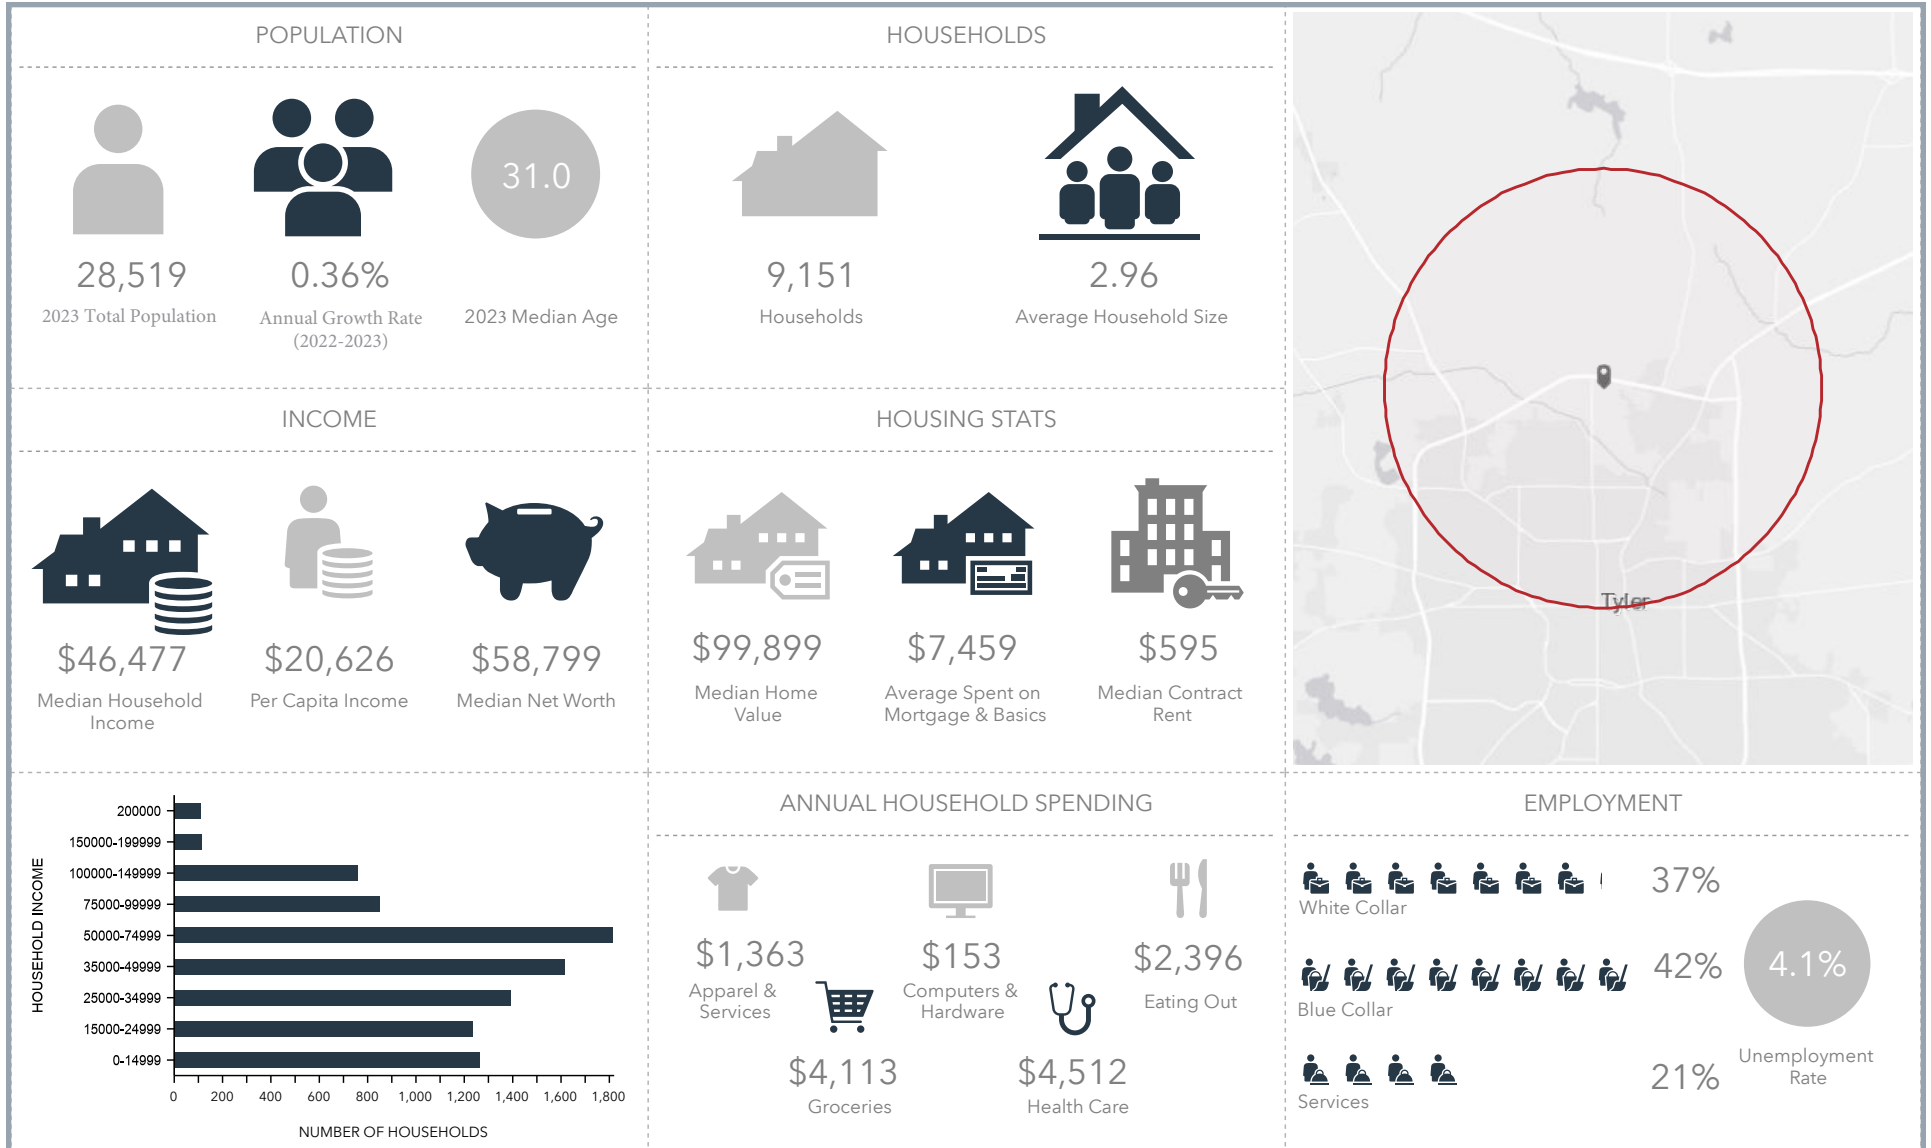 POPULATION
31.0
28,519
2023 Total Population
0.36%
Annual Growth Rate
(2022-2023)
2023 Median Age
HOUSEHOLDS
9,151
Households
2.96
Average Household Size
Tyler
INCOME
$46,477
Median Household
Income
$20,626
Per Capita Income
$58,799
Median Net Worth
HOUSING STATS
$99,899
Median Home
Value
$7,459
Average Spent on
Mortgage & Basics
$595
Median Contract
Rent
HOUSEHOLD INCOME
200000
150000-199999
100000-149999
75000-99999
50000-74999
35000-49999
25000-34999
15000-24999
0-14999
0 200 400 600 800 1,000 1,200 1,400 1,600 1,800
NUMBER OF HOUSEHOLDS
ANNUAL HOUSEHOLD SPENDING
$1,363
Apparel &
Services
$153
Computers &
Hardware
$2,396
Eating Out
$4,113
Groceries
$4,512
Health Care
EMPLOYMENT
37%
White Collar
42%
Blue Collar
21%
Services
4.1%
Unemployment
Rate